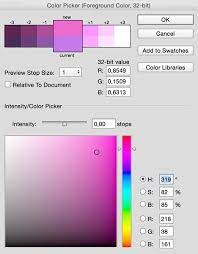 Color Picker (Foreground Color, 32-bit)
-3 -2 -1 new +1 +2 +3
current
OK
Cancel
Add to Swatches
Color Libraries
32-bit value
Preview Stop Size: 1
R: 0,8549
Relative To Document
G: 0,1509
B: 0,6313
Intensity/Color Picker
Intensity: 0,00 stops
H: 319 °
S: 82 %
B: 85 %
R: 218
G: 38
B: 161